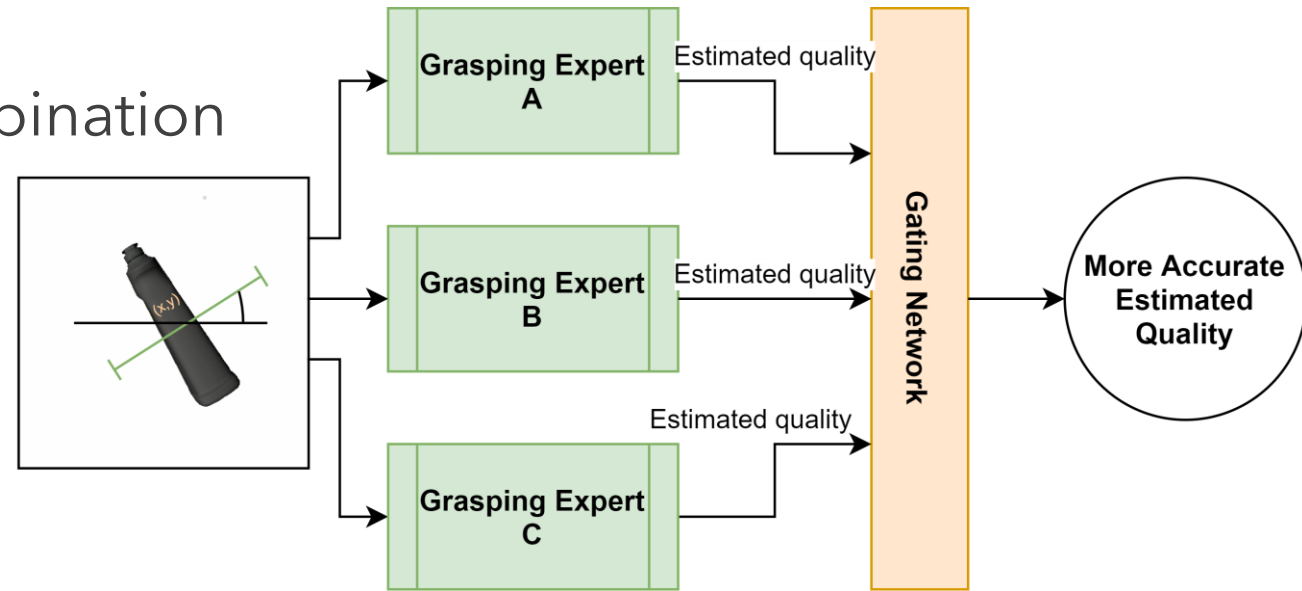 bination
Grasping Expert
A
Estimated quality
(x,y)
Grasping Expert
B
Estimated quality
Gating Network
More Accurate
Estimated
Quality
Estimated quality
Grasping Expert
C